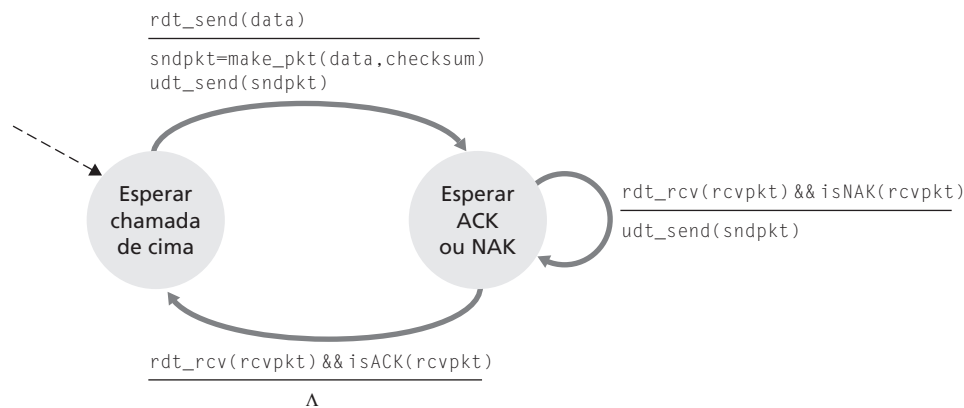 rdt_send(data)
sndpkt=make_pkt(data,checksum)
udt_send(sndpkt)
Esperar
chamada
de cima
Esperar
ACK
ou NAK
rdt_rcv(rcvpkt)&&isNAK(rcvpkt)
udt_send(sndpkt)
rdt_rcv(rcvpkt)&&isACK(rcvpkt)
Λ